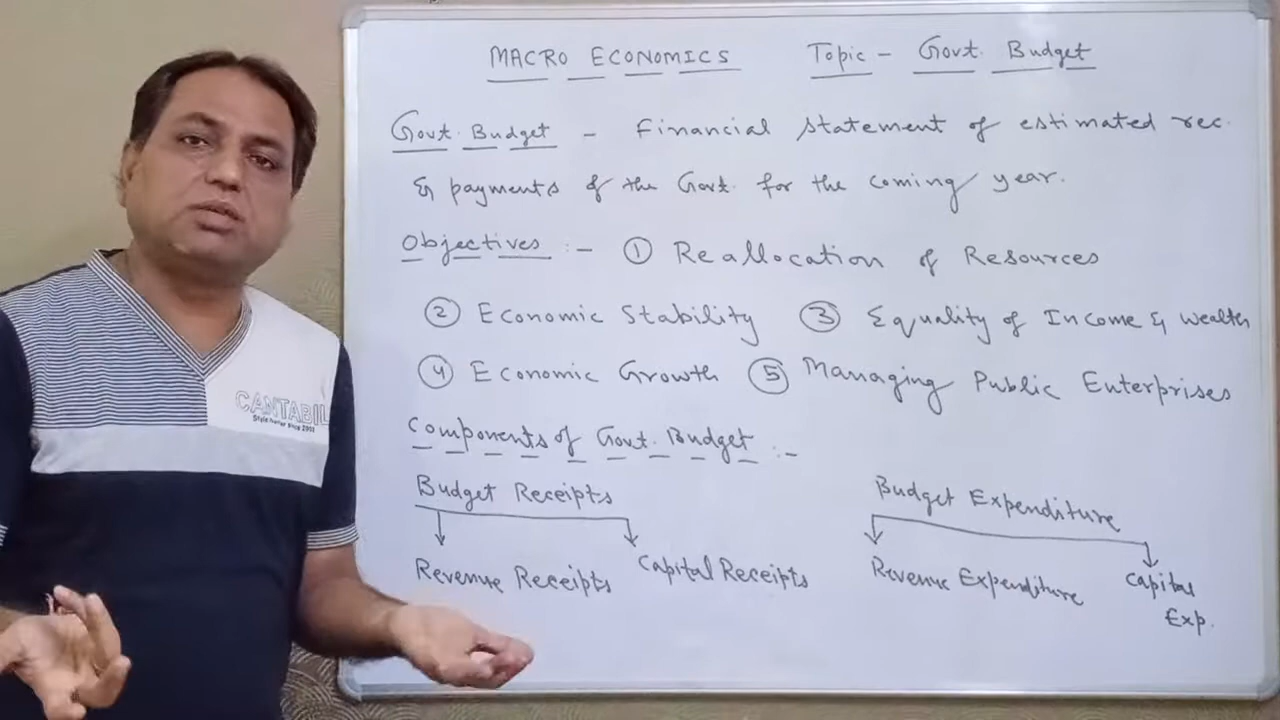 MACRO ECONOMICS Topic - Govt. Budget
Govt. Budget - Financial Statement of estimated rec.
& payments of the Govt. for the coming year.
Objectives :- ① Reallocation of Resources
② Economic Stability ③ Equality of Income & Wealth
④ Economic Growth ⑤ Managing Public Enterprises
Components of Govt. Budget :-
Budget Receipts Budget Expenditure
Revenue Receipts Capital Receipts Revenue Expenditure Capital
Exp.
CANTABIL